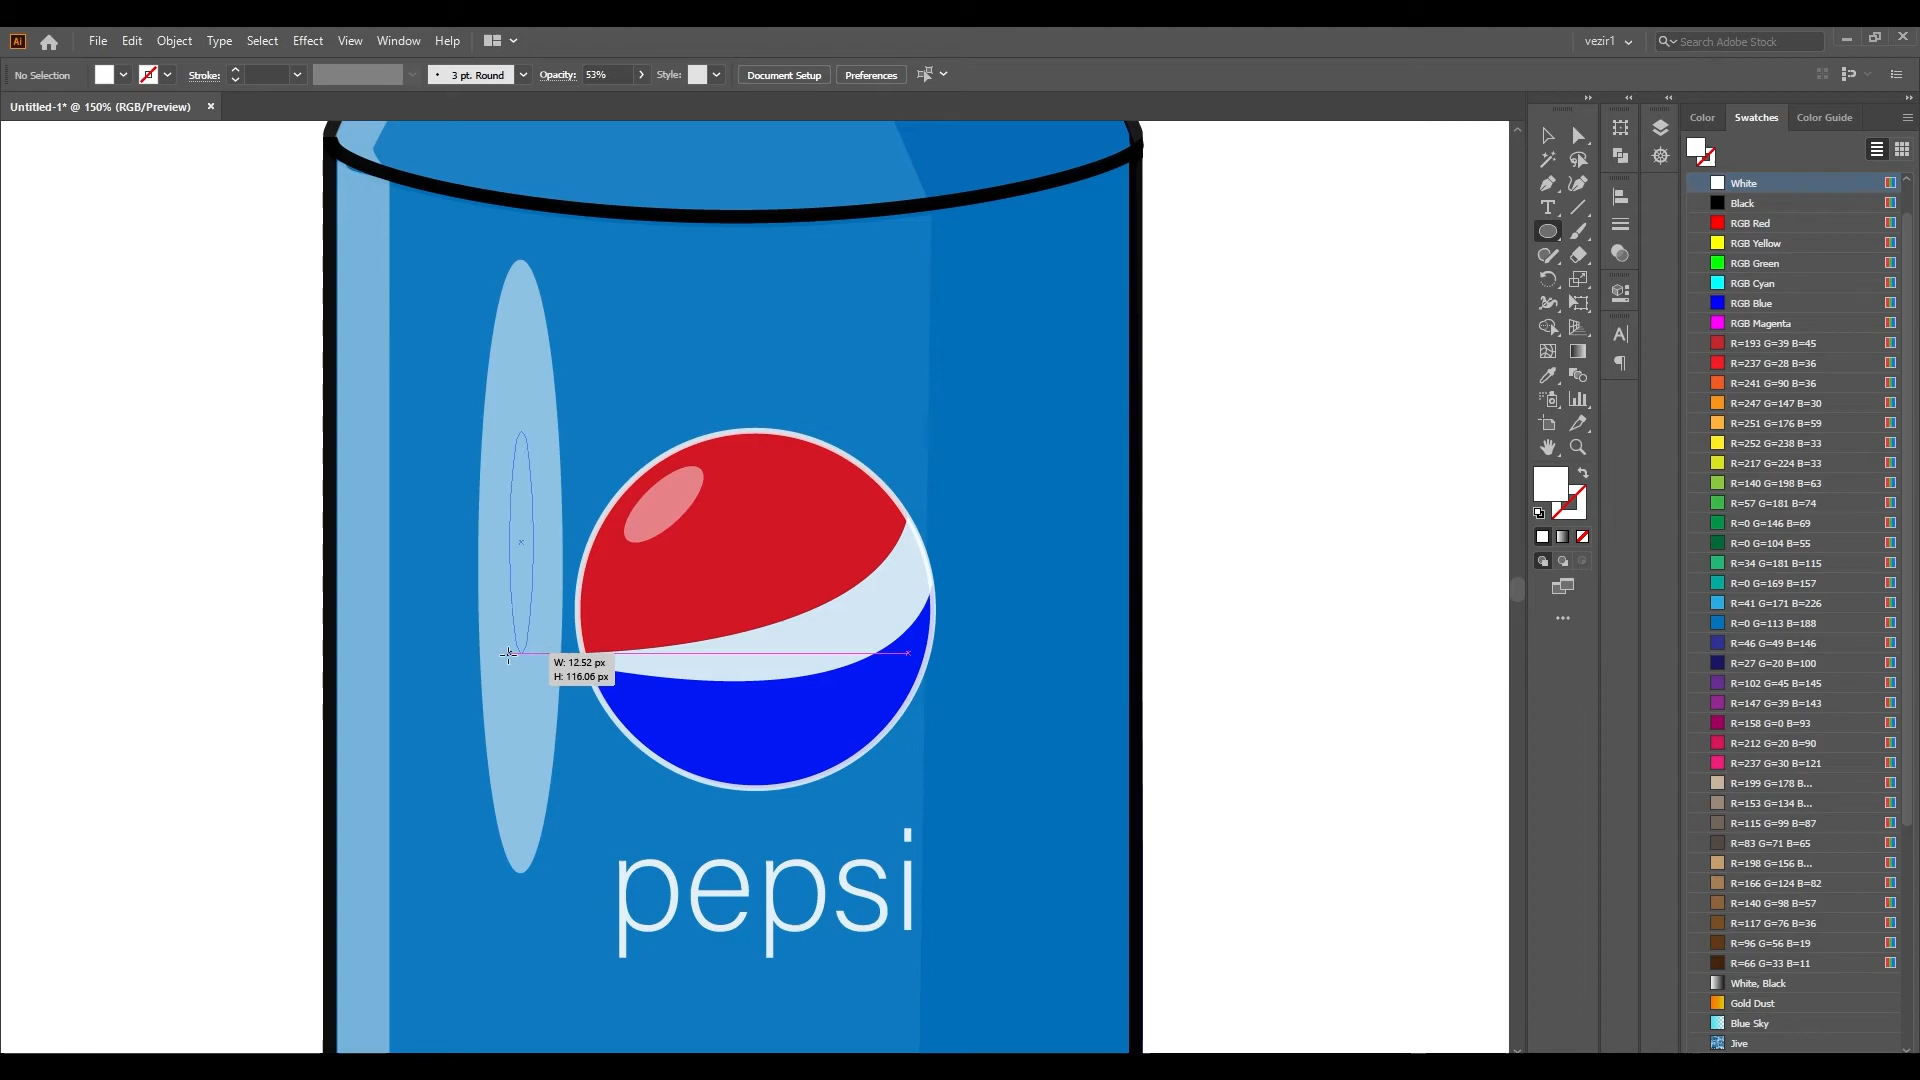 Ai File Edit Object Type Select Effect View Window Help vezir1 Search Adobe Stock
No Selection Stroke: 3 pt. Round Opacity: 53% Style: Document Setup Preferences
Untitled-1* @ 150% (RGB/Preview)
Color Swatches Color Guide
White
Black
RGB Red
RGB Yellow
RGB Green
RGB Cyan
RGB Blue
RGB Magenta
R=193 G=39 B=45
R=237 G=28 B=36
R=241 G=90 B=36
R=247 G=147 B=30
R=251 G=176 B=59
R=252 G=238 B=33
R=217 G=224 B=33
R=140 G=198 B=63
R=57 G=181 B=74
R=0 G=146 B=69
R=0 G=104 B=55
R=34 G=181 B=115
R=0 G=169 B=157
R=41 G=171 B=226
R=0 G=113 B=188
R=46 G=49 B=146
R=27 G=20 B=100
R=102 G=45 B=145
R=147 G=39 B=143
R=158 G=0 B=93
R=212 G=20 B=90
R=237 G=30 B=121
R=199 G=178 B...
R=153 G=134 B...
R=115 G=99 B=87
R=83 G=71 B=65
R=198 G=156 B...
R=166 G=124 B=82
R=140 G=98 B=57
R=117 G=76 B=36
R=96 G=56 B=19
R=66 G=33 B=11
White, Black
Gold Dust
Blue Sky
Jive
W: 12.52 px
H: 116.06 px
pepsi